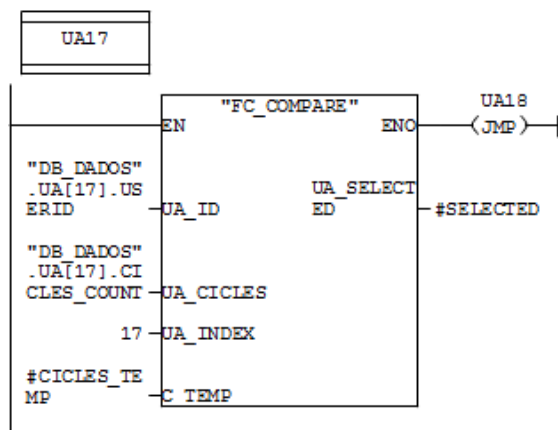 UA17
"FC_COMPARE"
UA18
EN
ENO
(JMP)
"DB_DADOS"
.UA[17].US
ERID
UA_ID
UA_SELECT
ED
#SELECTED
"DB_DADOS"
.UA[17].CI
CLES_COUNT
UA_CICLES
17
UA_INDEX
#CICLES_TE
MP
C_TEMP